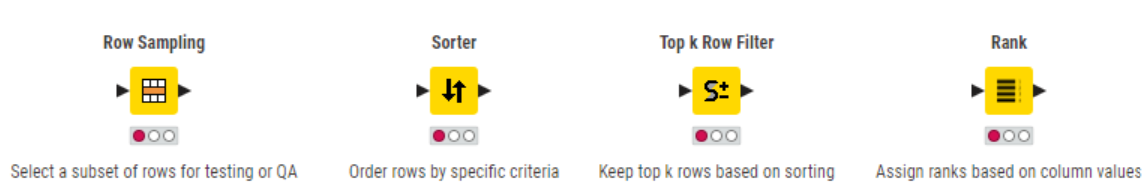 Row Sampling
Sorter
Top k Row Filter
Rank
Select a subset of rows for testing or QA
Order rows by specific criteria
Keep top k rows based on sorting
Assign ranks based on column values